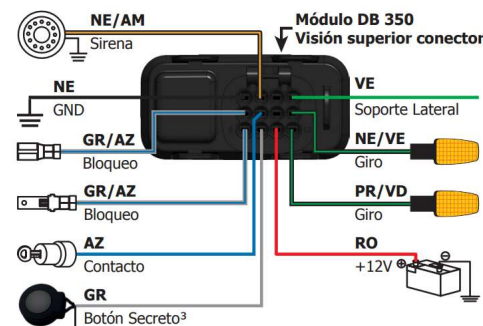 NE/AM
Sirena
Módulo DB 350
Visión superior conector
NE
GND
VE
Soporte Lateral
GR/AZ
Bloqueo
NE/VE
Giro
GR/AZ
Bloqueo
PR/VD
Giro
AZ
Contacto
RO
+12V
GR
Botón Secreto³